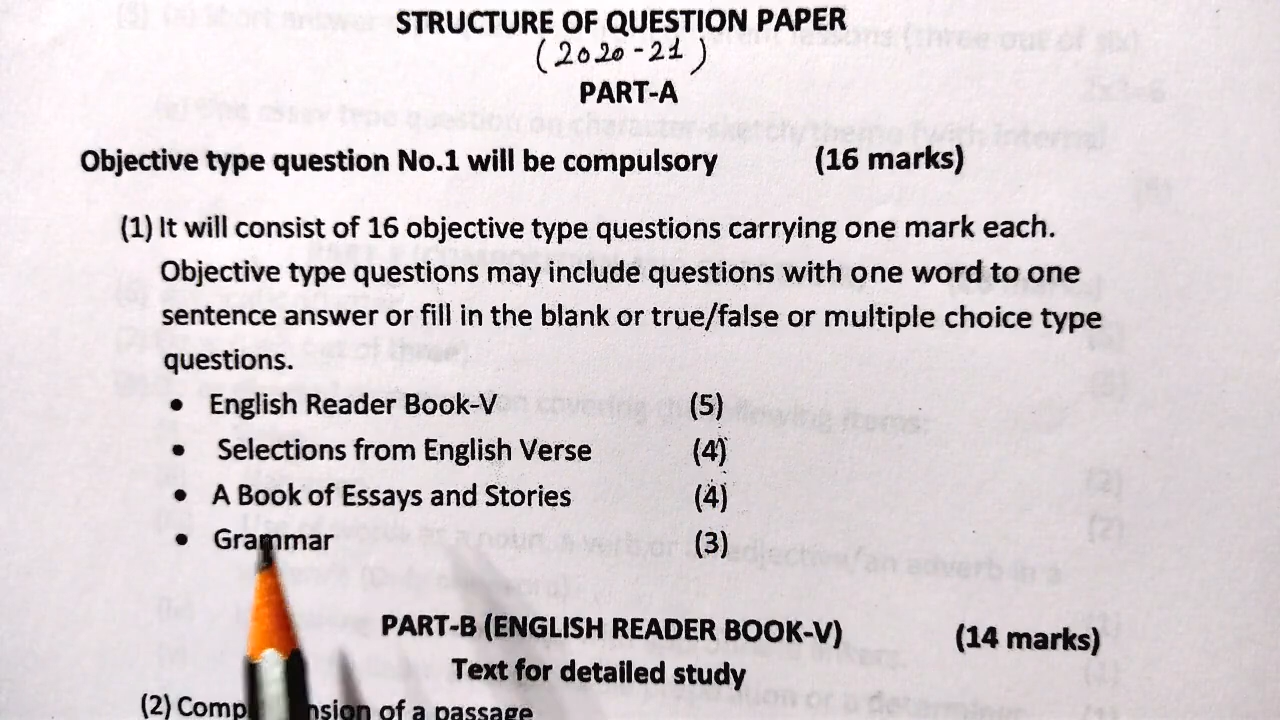 STRUCTURE OF QUESTION PAPER
(2020-21)
PART-A
Objective type question No.1 will be compulsory (16 marks)
(1) It will consist of 16 objective type questions carrying one mark each.
Objective type questions may include questions with one word to one
sentence answer or fill in the blank or true/false or multiple choice type
questions.
• English Reader Book-V (5)
• Selections from English Verse (4)
• A Book of Essays and Stories (4)
• Grammar (3)
PART-B (ENGLISH READER BOOK-V) (14 marks)
Text for detailed study
(2) of a passage